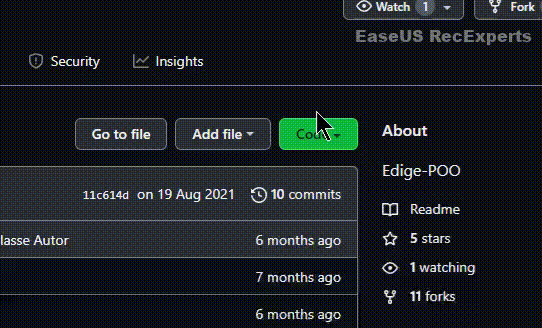 Watch 1
Fork
EaseUS RecExperts
Security
Insights
Go to file
Add file
Code
About
Edige-POO
11c614d on 19 Aug 2021
10 commits
Readme
lasse Autor
6 months ago
5 stars
7 months ago
1 watching
6 months ago
11 forks